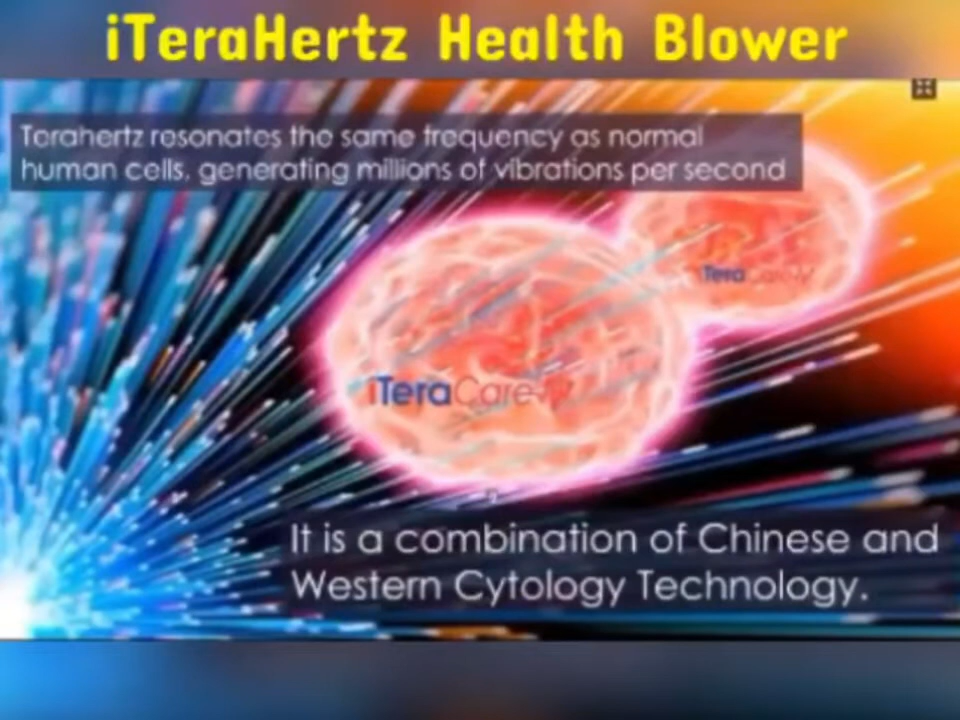 iTeraHertz Health Blower
Terahertz resonates the same frequency as normal
human cells, generating millions of vibrations per second
Tera
iTeraCare
It is a combination of Chinese and
Western Cytology Technology.